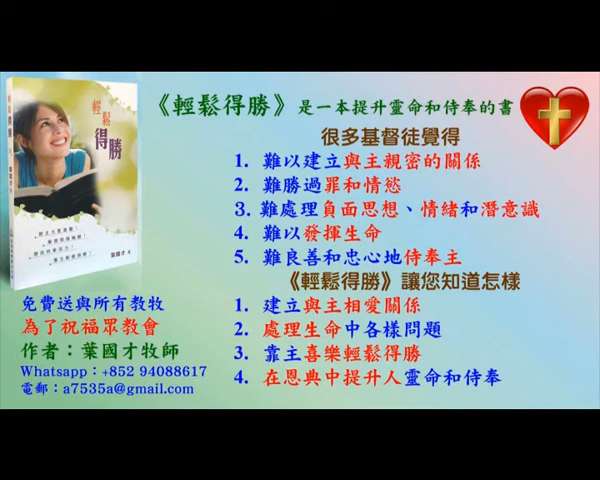 輕鬆
得勝
葉國才 著
《輕鬆得勝》是一本提升靈命和侍奉的書
很多基督徒覺得
1. 難以建立與主親密的關係
2. 難勝過罪和情慾
3. 難處理負面思想、情緒和潛意識
4. 難以發揮生命
5. 難良善和忠心地侍奉主
《輕鬆得勝》讓您知道怎樣
1. 建立與主相愛關係
2. 處理生命中各樣問題
3. 靠主喜樂輕鬆得勝
4. 在恩典中提升人靈命和侍奉
免費送與所有教牧
為了祝福眾教會
作者：葉國才牧師
Whatsapp：+852 94088617
電郵：a7535a@gmail.com